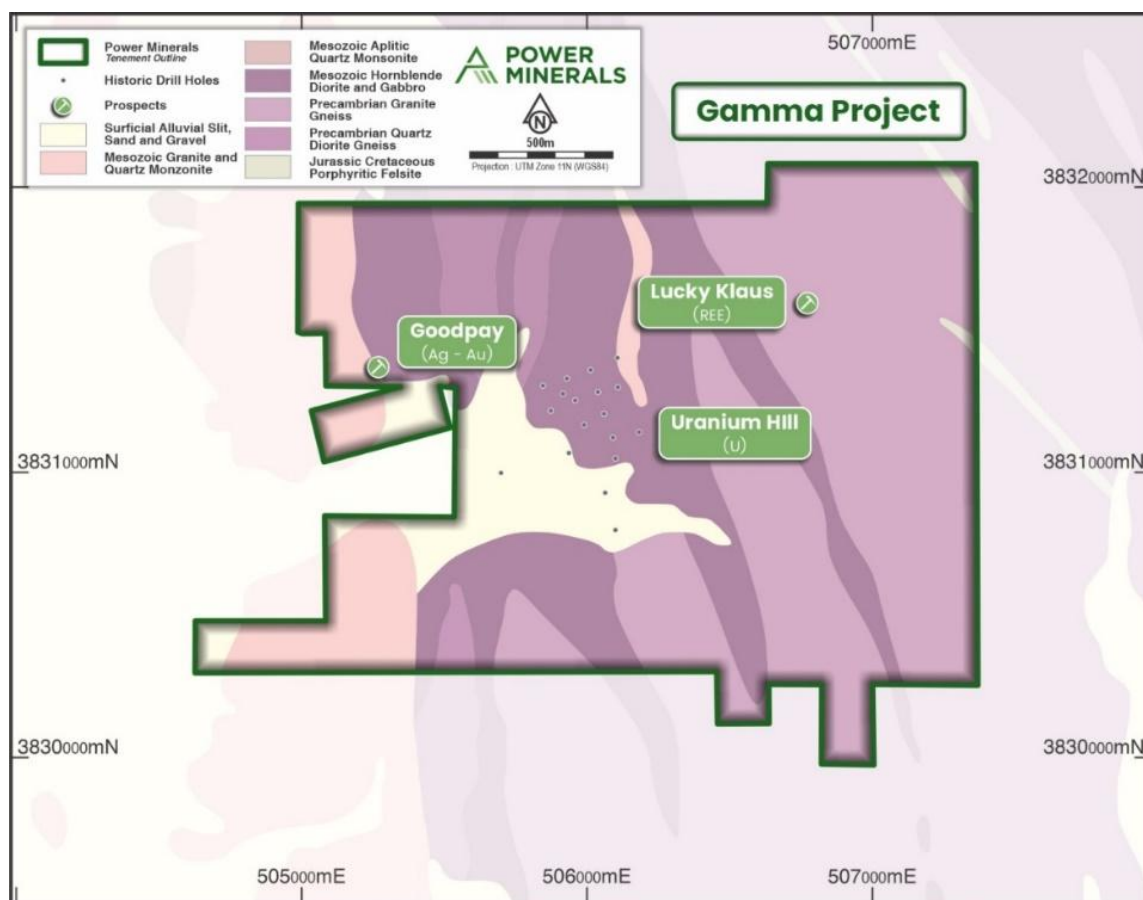 Power Minerals
Tenement Outline
Historic Drill Holes
Prospects
Surficial Alluvial Slit,
Sand and Gravel
Mesozoic Granite and
Quartz Monzonite
Mesozoic Aplitic
Quartz Monsonite
Mesozoic Hornblende
Diorite and Gabbro
Precambrian Granite
Gneiss
Precambrian Quartz
Diorite Gneiss
Jurassic Cretaceous
Porphyritic Felsite
POWER
MINERALS
N
500m
Projection : UTM Zone 11N (WGS84)
507000mE
Gamma Project
3832000mN
Lucky Klaus
(REE)
Goodpay
(Ag - Au)
Uranium HIll
(U)
3831000mN
3831000mN
3830000mN
3830000mN
505000mE
506000mE
507000mE